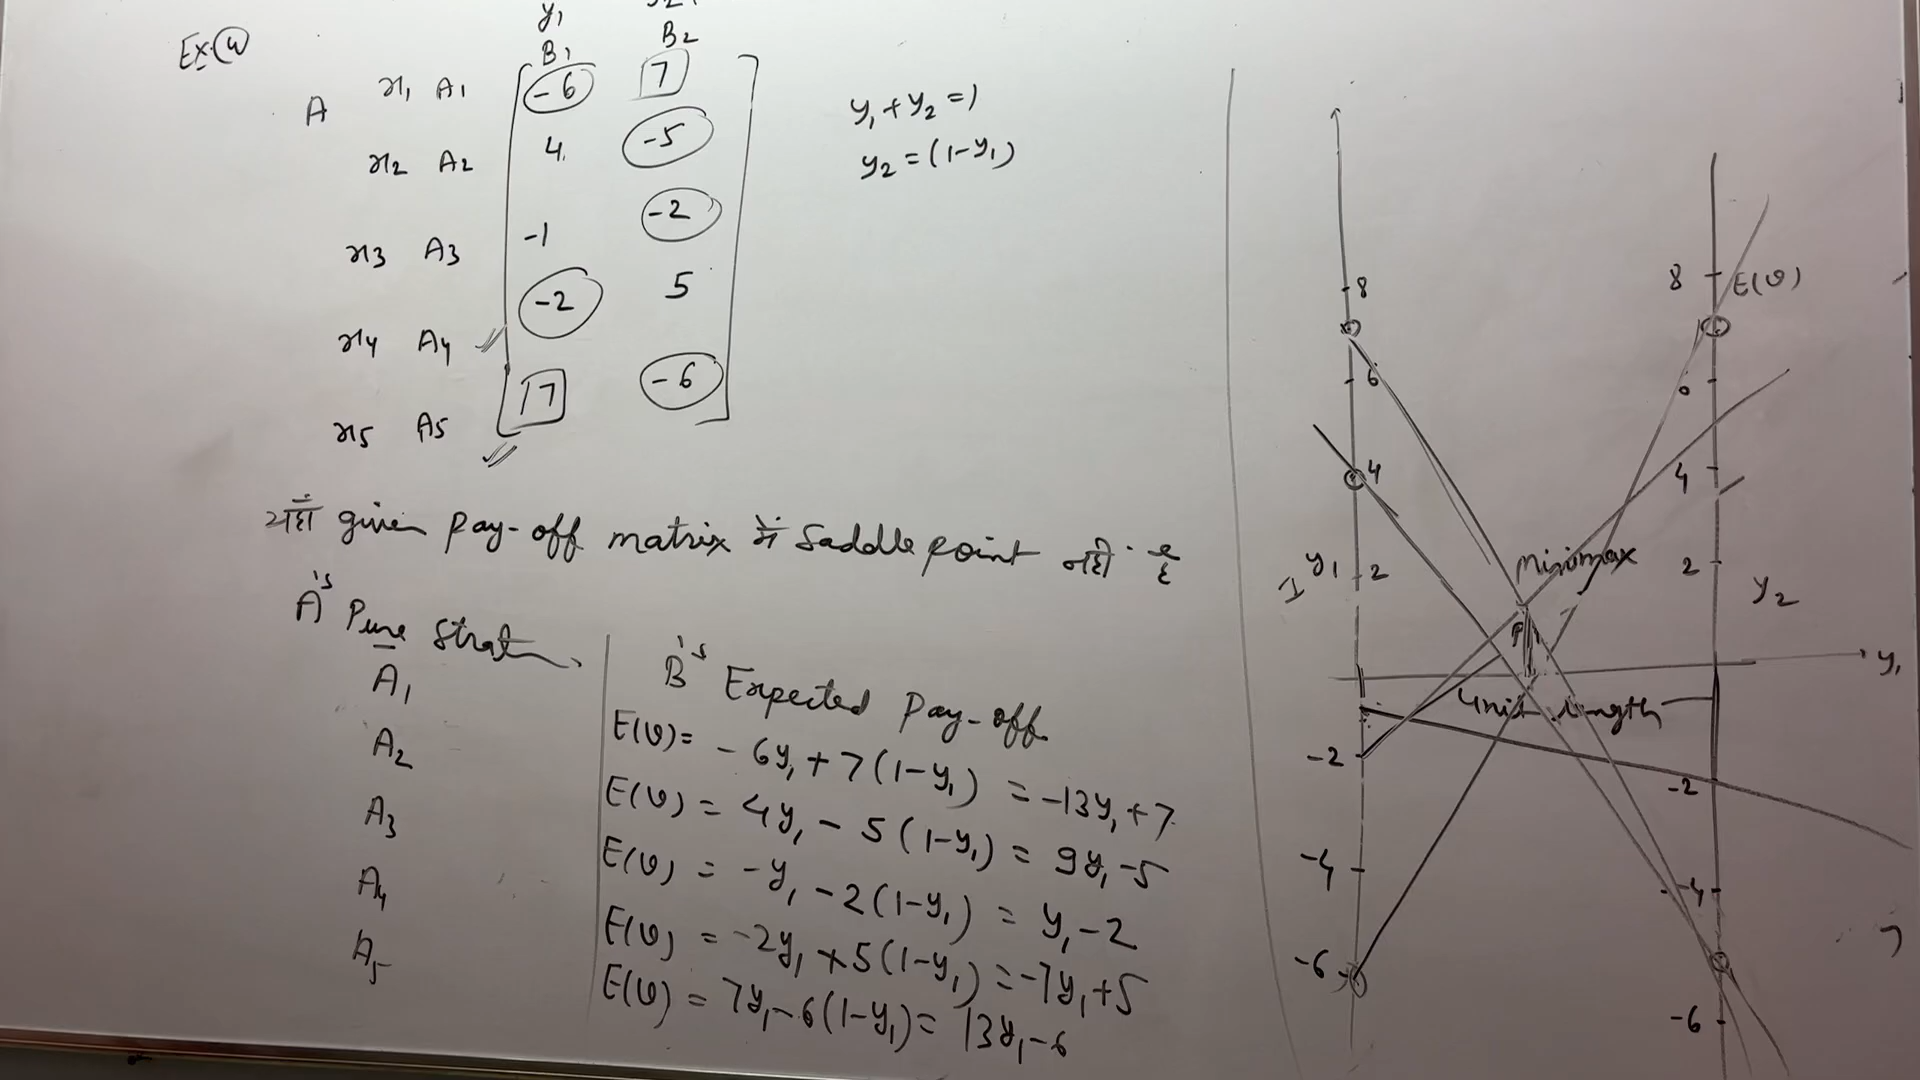 Ex. (4)
y₁
B₁ B₂
A x₁ A₁ -6 7
x₂ A₂ 4 -5
x₃ A₃ -1 -2
x₄ A₄ -2 5
x₅ A₅ 7 -6
y₁ + y₂ = 1
y₂ = (1-y₁)
यहाँ given pay-off matrix में saddle point नहीं है
A's Pure Strat
B's Expected Pay-off
A₁ E(v) = -6y₁ + 7(1-y₁) = -13y₁ + 7
A₂ E(v) = 4y₁ - 5(1-y₁) = 9y₁ - 5
A₃ E(v) = -y₁ - 2(1-y₁) = y₁ - 2
A₄ E(v) = -2y₁ + 5(1-y₁) = -7y₁ + 5
A₅ E(v) = 7y₁ - 6(1-y₁) = 13y₁ - 6
8
6
4
y₁ 2
-2
-4
-6
minimax
P
unit length
8 E(v)
6
4
2 y₂
y₁
-2
-4
-6